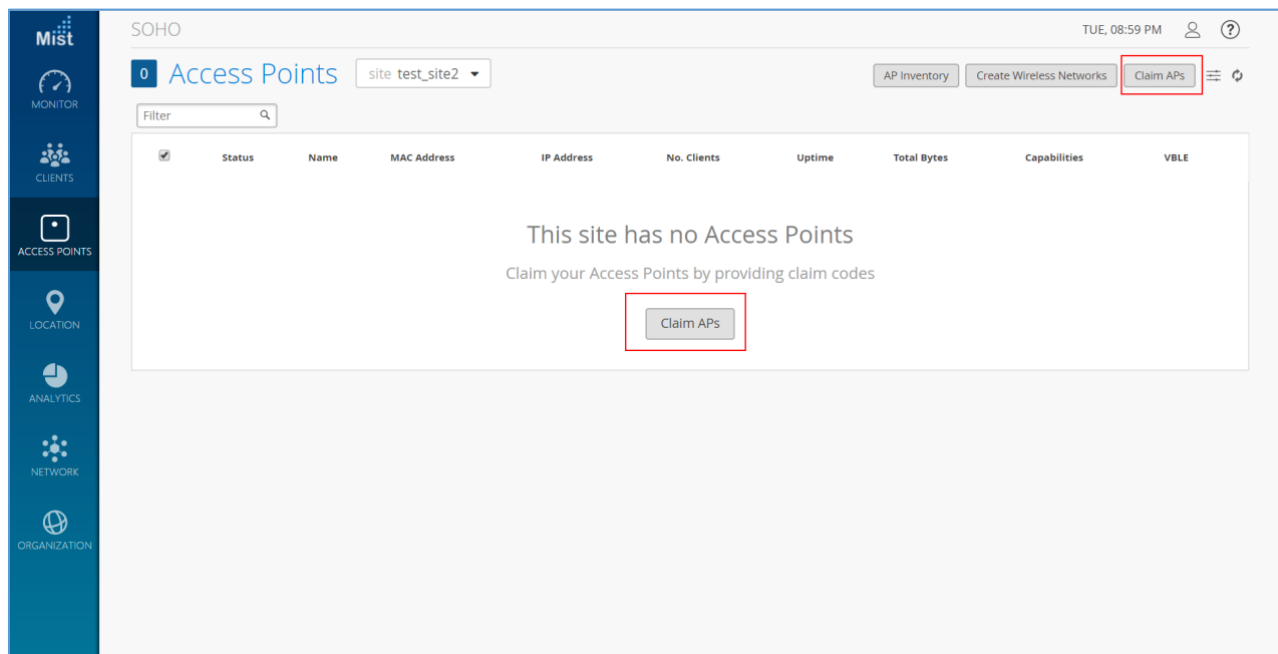 Mist
SOHO
TUE, 08:59 PM
?
0 Access Points site test_site2
AP Inventory Create Wireless Networks Claim APs
Filter
Status Name MAC Address IP Address No. Clients Uptime Total Bytes Capabilities VBLE
This site has no Access Points
Claim your Access Points by providing claim codes
Claim APs
MONITOR
CLIENTS
ACCESS POINTS
LOCATION
ANALYTICS
NETWORK
ORGANIZATION